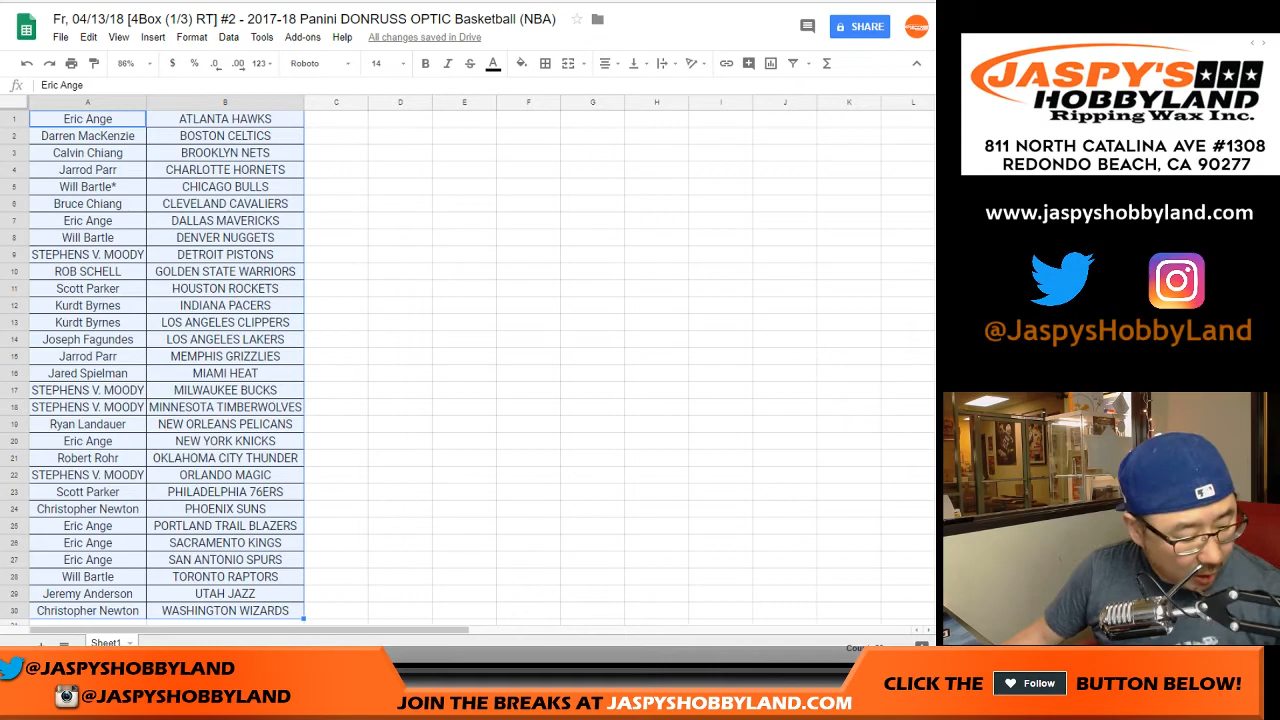 Fr, 04/13/18 [4Box (1/3) RT] #2 - 2017-18 Panini DONRUSS OPTIC Basketball (NBA)
File Edit View Insert Format Data Tools Add-ons Help All changes saved in Drive
SHARE
86% $ % .0 .00 123 Roboto 14 B I S A
fx Eric Ange
A B C D E F G H I J K L
1 Eric Ange ATLANTA HAWKS
2 Darren MacKenzie BOSTON CELTICS
3 Calvin Chiang BROOKLYN NETS
4 Jarrod Parr CHARLOTTE HORNETS
5 Will Bartle* CHICAGO BULLS
6 Bruce Chiang CLEVELAND CAVALIERS
7 Eric Ange DALLAS MAVERICKS
8 Will Bartle DENVER NUGGETS
9 STEPHENS V. MOODY DETROIT PISTONS
10 ROB SCHELL GOLDEN STATE WARRIORS
11 Scott Parker HOUSTON ROCKETS
12 Kurdt Byrnes INDIANA PACERS
13 Kurdt Byrnes LOS ANGELES CLIPPERS
14 Joseph Fagundes LOS ANGELES LAKERS
15 Jarrod Parr MEMPHIS GRIZZLIES
16 Jared Spielman MIAMI HEAT
17 STEPHENS V. MOODY MILWAUKEE BUCKS
18 STEPHENS V. MOODY MINNESOTA TIMBERWOLVES
19 Ryan Landauer NEW ORLEANS PELICANS
20 Eric Ange NEW YORK KNICKS
21 Robert Rohr OKLAHOMA CITY THUNDER
22 STEPHENS V. MOODY ORLANDO MAGIC
23 Scott Parker PHILADELPHIA 76ERS
24 Christopher Newton PHOENIX SUNS
25 Eric Ange PORTLAND TRAIL BLAZERS
26 Eric Ange SACRAMENTO KINGS
27 Eric Ange SAN ANTONIO SPURS
28 Will Bartle TORONTO RAPTORS
29 Jeremy Anderson UTAH JAZZ
30 Christopher Newton WASHINGTON WIZARDS
Sheet1
JASPY'S
HOBBYLAND
Ripping Wax Inc.
811 NORTH CATALINA AVE #1308
REDONDO BEACH, CA 90277
www.jaspyshobbyland.com
@JaspysHobbyLand
@JASPYSHOBBYLAND
@JASPYSHOBBYLAND
JOIN THE BREAKS AT JASPYSHOBBYLAND.COM
CLICK THE Follow BUTTON BELOW!